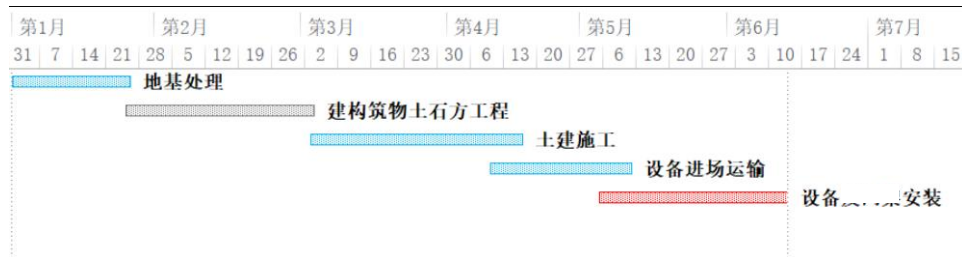 第1月 第2月 第3月 第4月 第5月 第6月 第7月
31 7 14 21 28 5 12 19 26 2 9 16 23 30 6 13 20 27 6 13 20 27 3 10 17 24 1 8 15
地基处理
建构筑物土石方工程
土建施工
设备进场运输
设备 安装